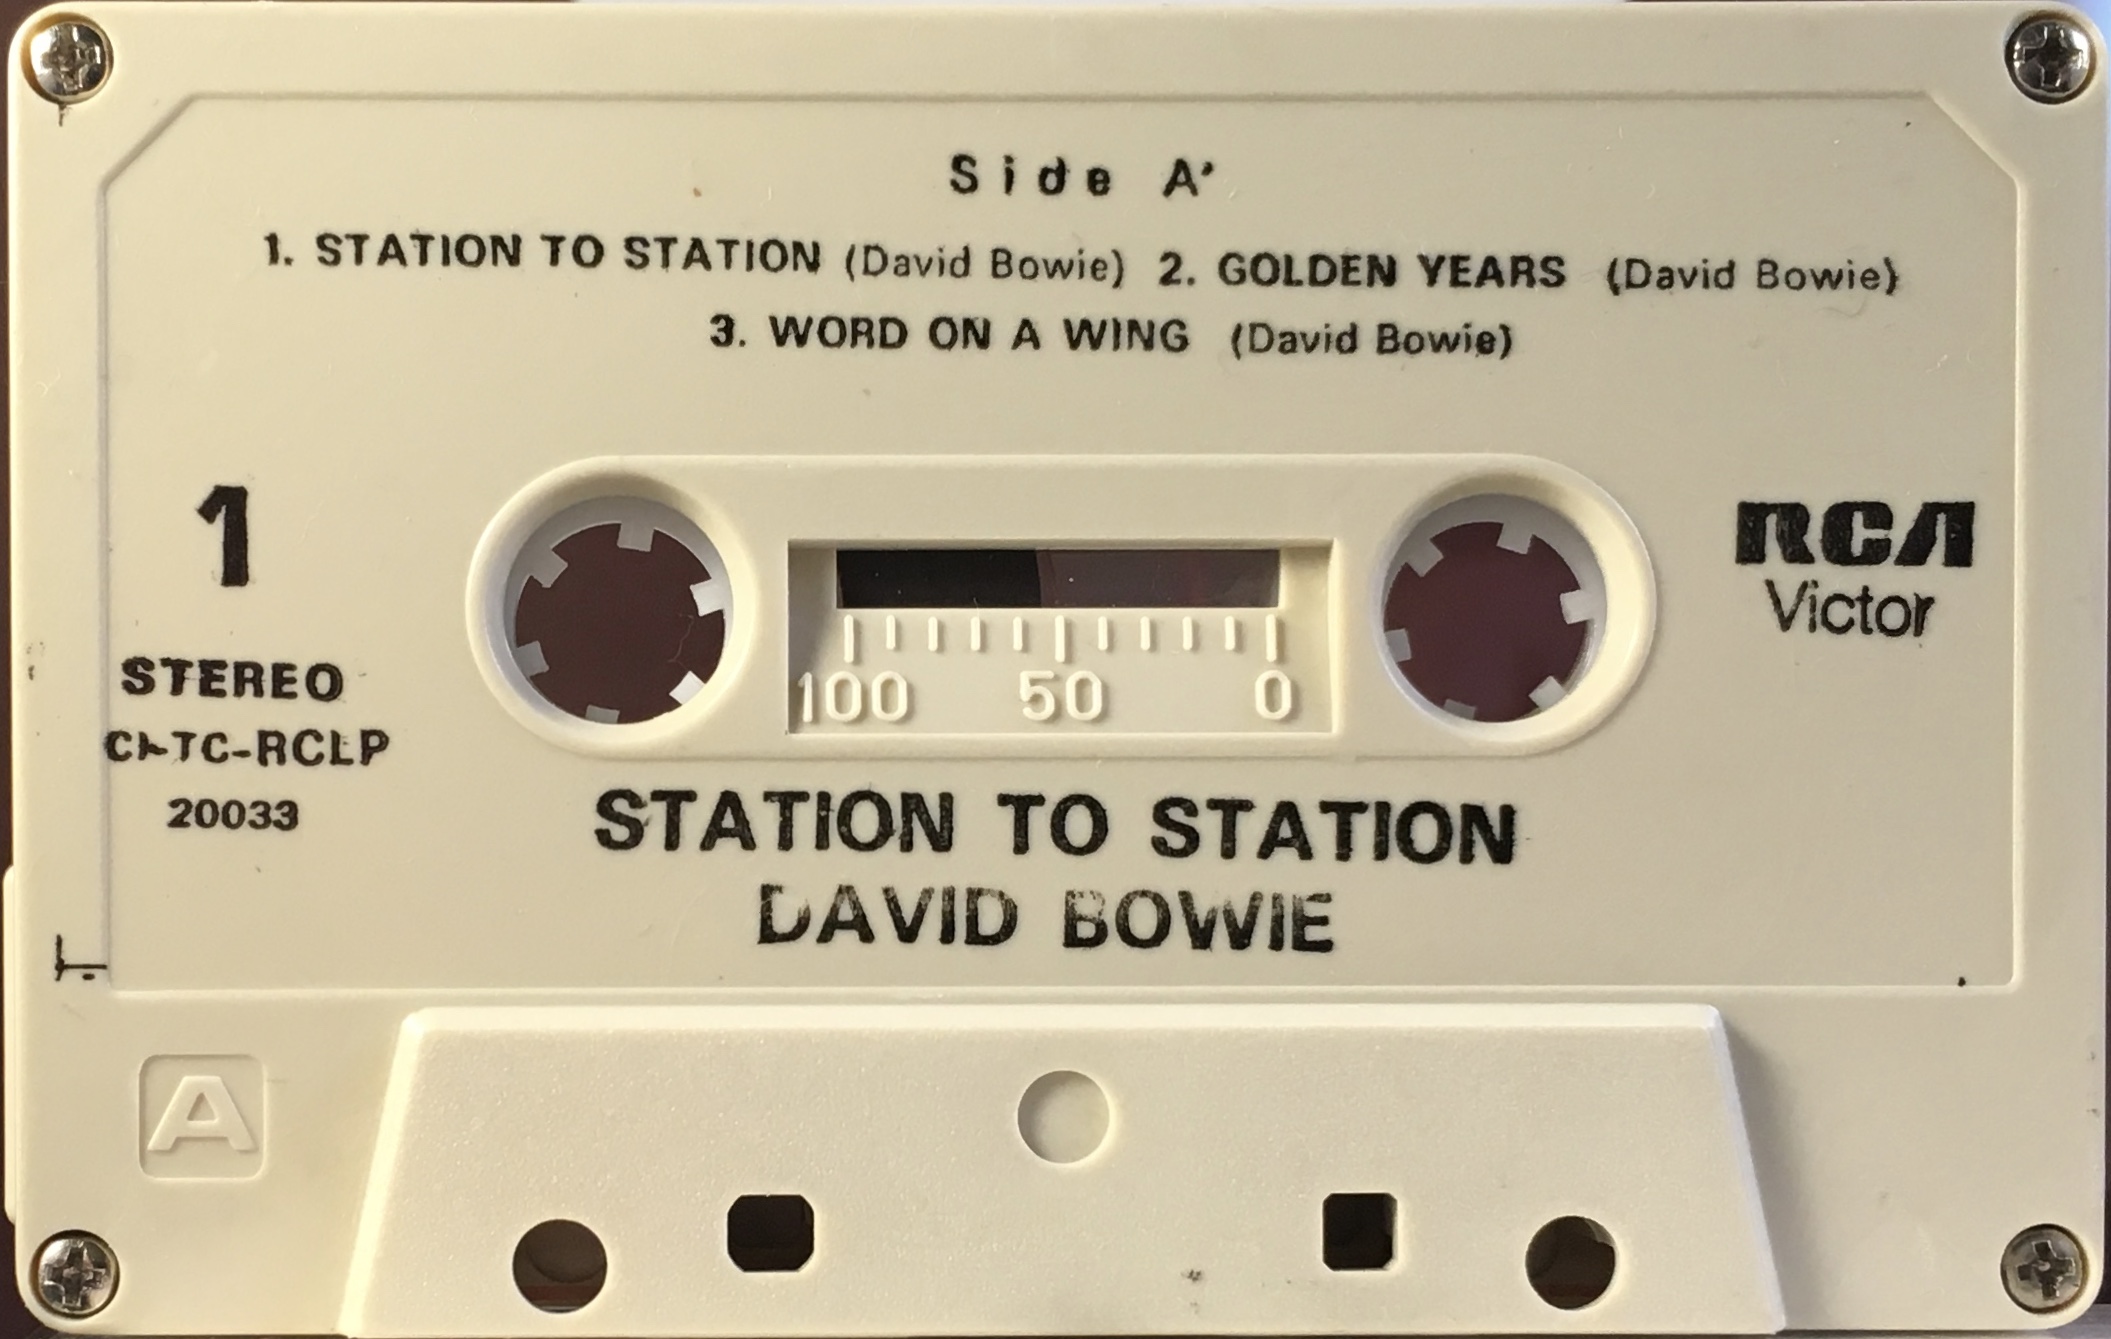 Side A
1. STATION TO STATION (David Bowie) 2. GOLDEN YEARS (David Bowie)
3. WORD ON A WING (David Bowie)
1
RCA
Victor
STEREO
100 50 0
20033
STATION TO STATION
DAVID BOWIE
A